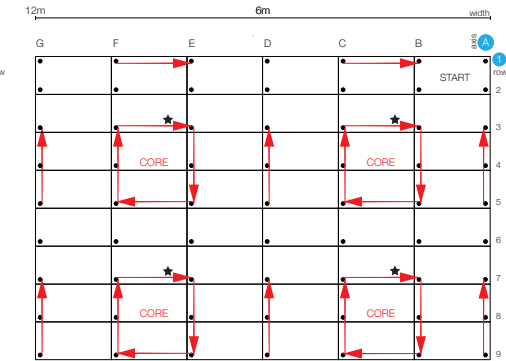 12m 6m width
G F E D C B axis A
1
w START row
2
3
CORE CORE 4
5
6
7
CORE CORE 8
9